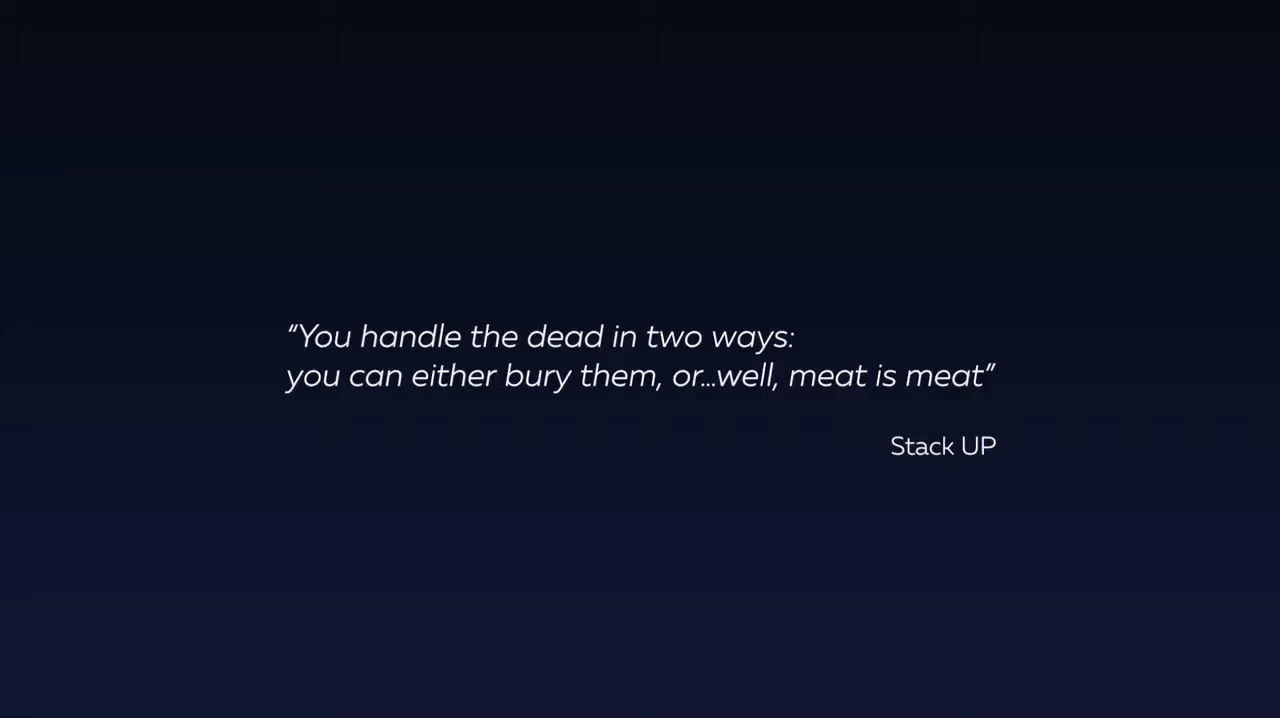 “You handle the dead in two ways:
you can either bury them, or...well, meat is meat”
Stack UP